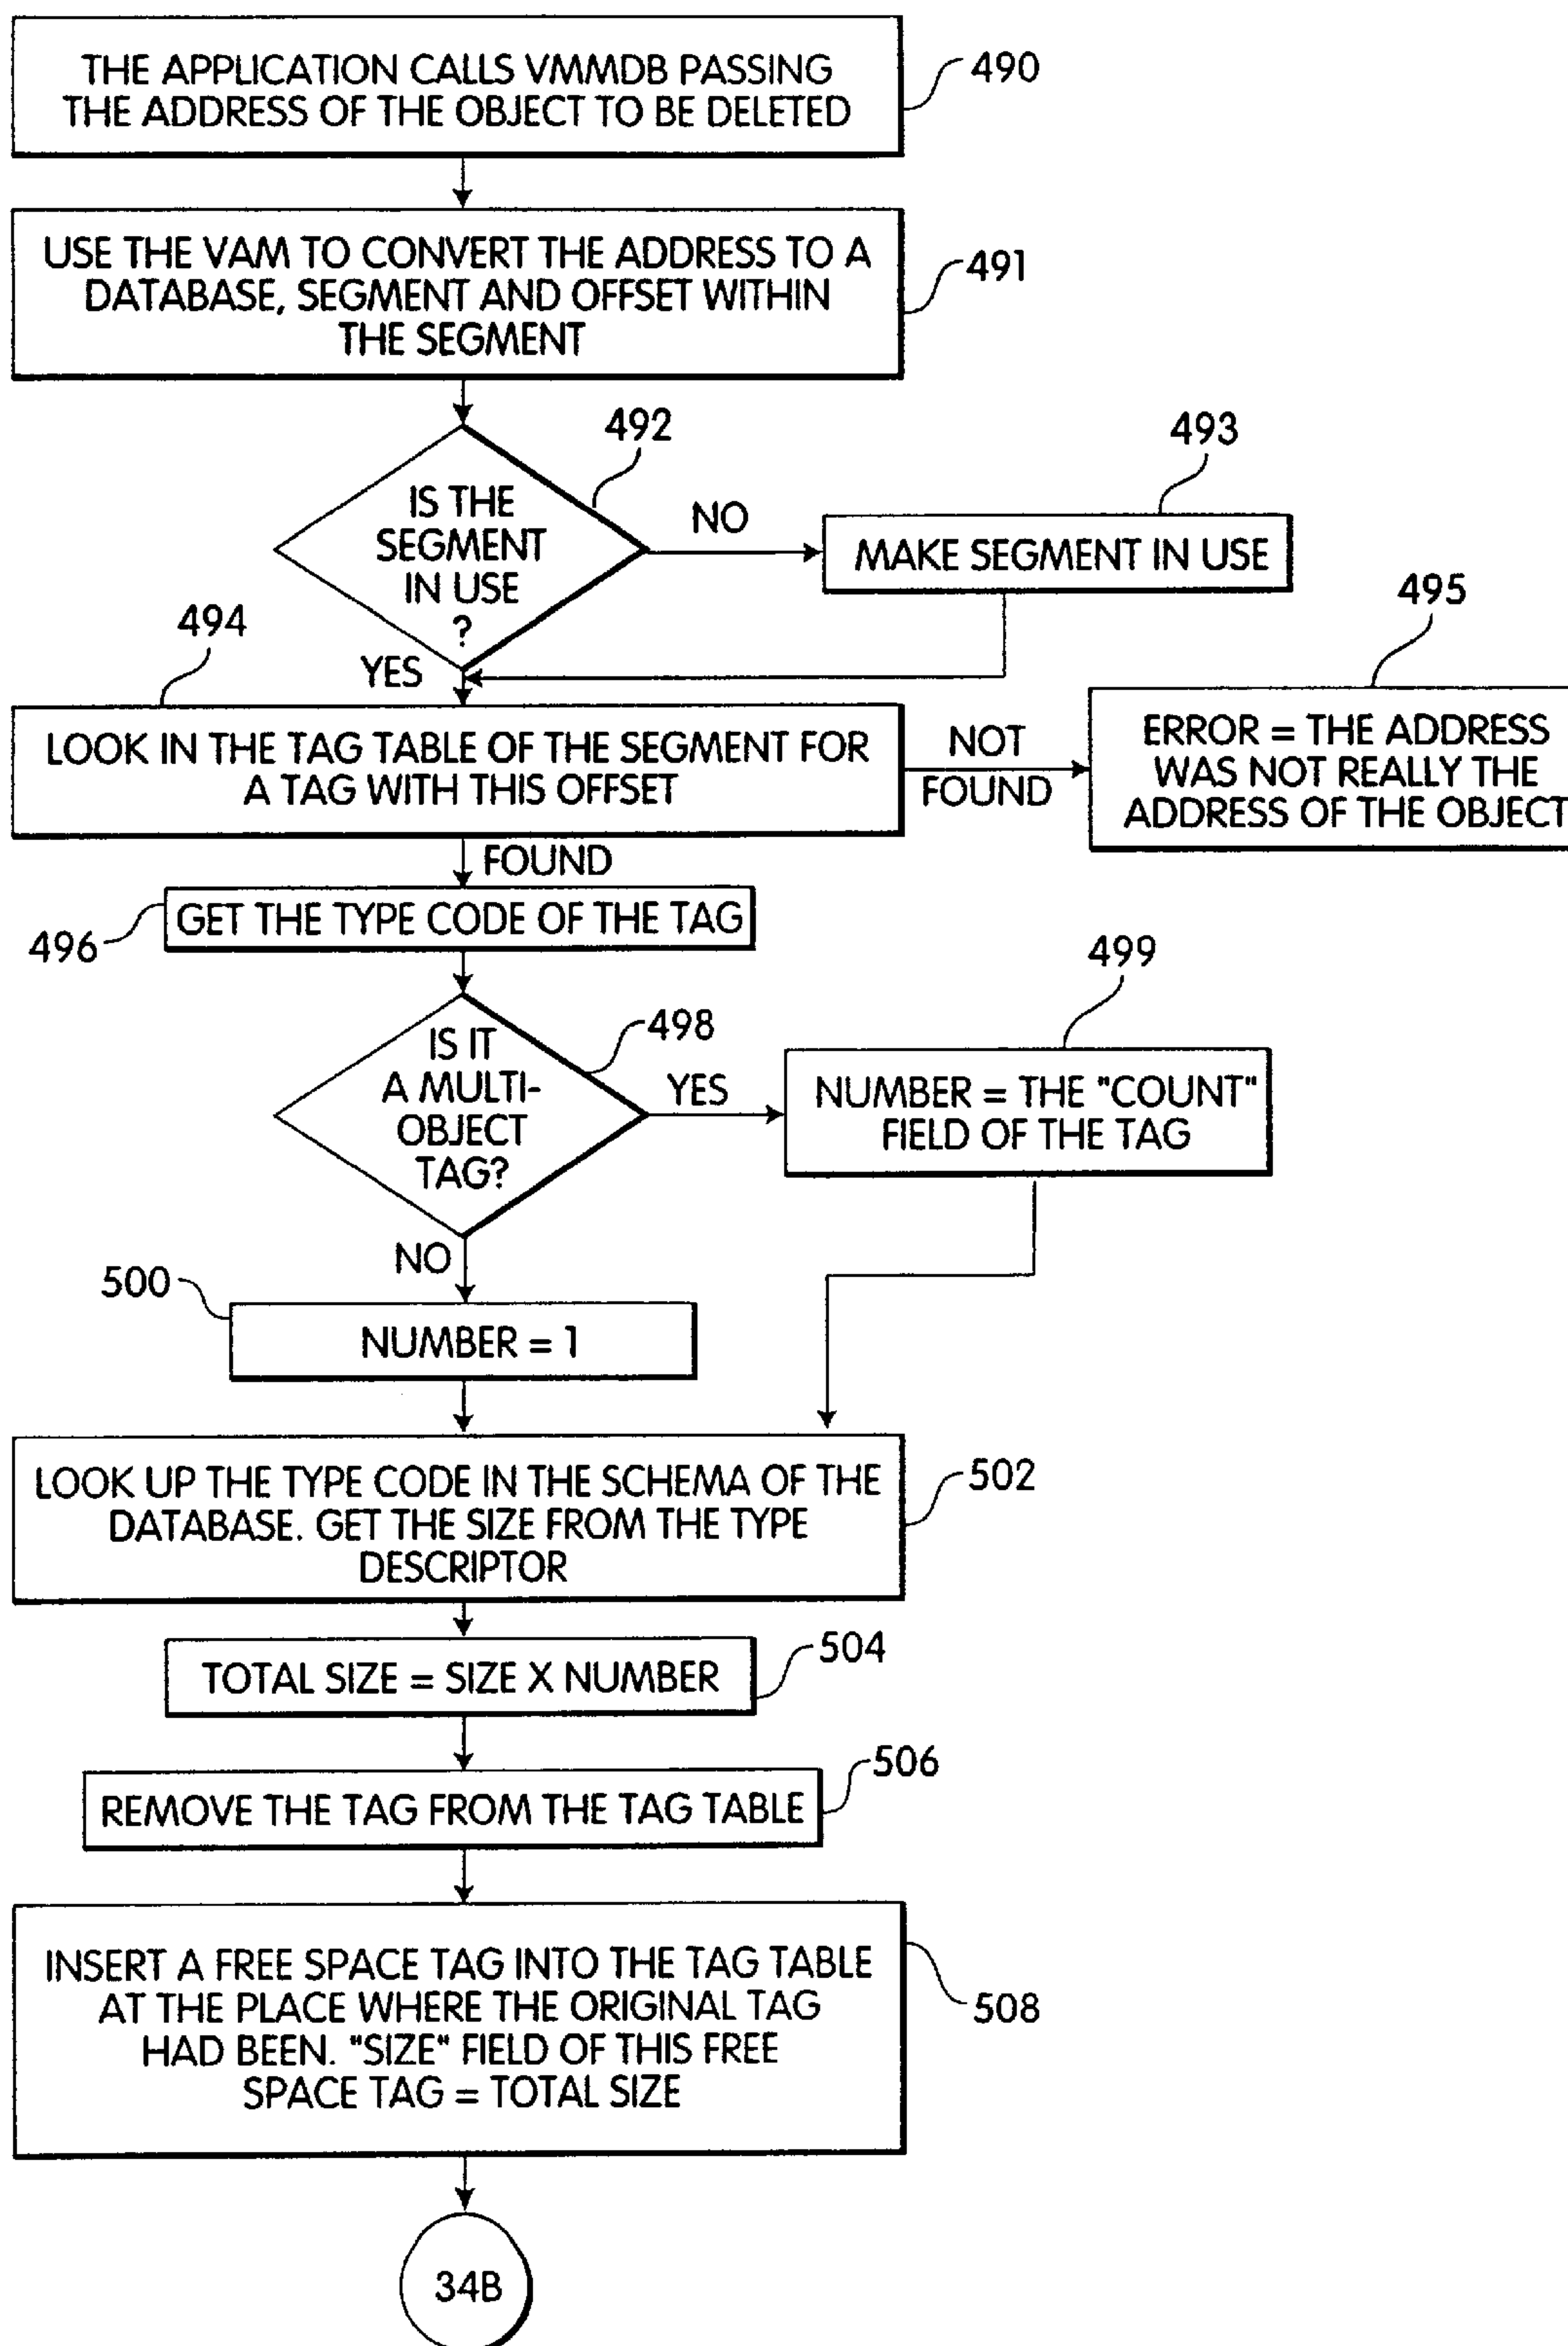 THE APPLICATION CALLS VMMDB PASSING
THE ADDRESS OF THE OBJECT TO BE DELETED
490
USE THE VAM TO CONVERT THE ADDRESS TO A
DATABASE, SEGMENT AND OFFSET WITHIN
THE SEGMENT
491
492
IS THE
SEGMENT
IN USE
?
NO
493
MAKE SEGMENT IN USE
YES
494
LOOK IN THE TAG TABLE OF THE SEGMENT FOR
A TAG WITH THIS OFFSET
NOT
FOUND
495
ERROR = THE ADDRESS
WAS NOT REALLY THE
ADDRESS OF THE OBJECT
FOUND
GET THE TYPE CODE OF THE TAG
496
498
IS IT
A MULTI-
OBJECT
TAG?
YES
499
NUMBER = THE "COUNT"
FIELD OF THE TAG
NO
500
NUMBER = 1
LOOK UP THE TYPE CODE IN THE SCHEMA OF THE
DATABASE. GET THE SIZE FROM THE TYPE
DESCRIPTOR
502
TOTAL SIZE = SIZE X NUMBER
504
REMOVE THE TAG FROM THE TAG TABLE
506
INSERT A FREE SPACE TAG INTO THE TAG TABLE
AT THE PLACE WHERE THE ORIGINAL TAG
HAD BEEN. "SIZE" FIELD OF THIS FREE
SPACE TAG = TOTAL SIZE
508
34B